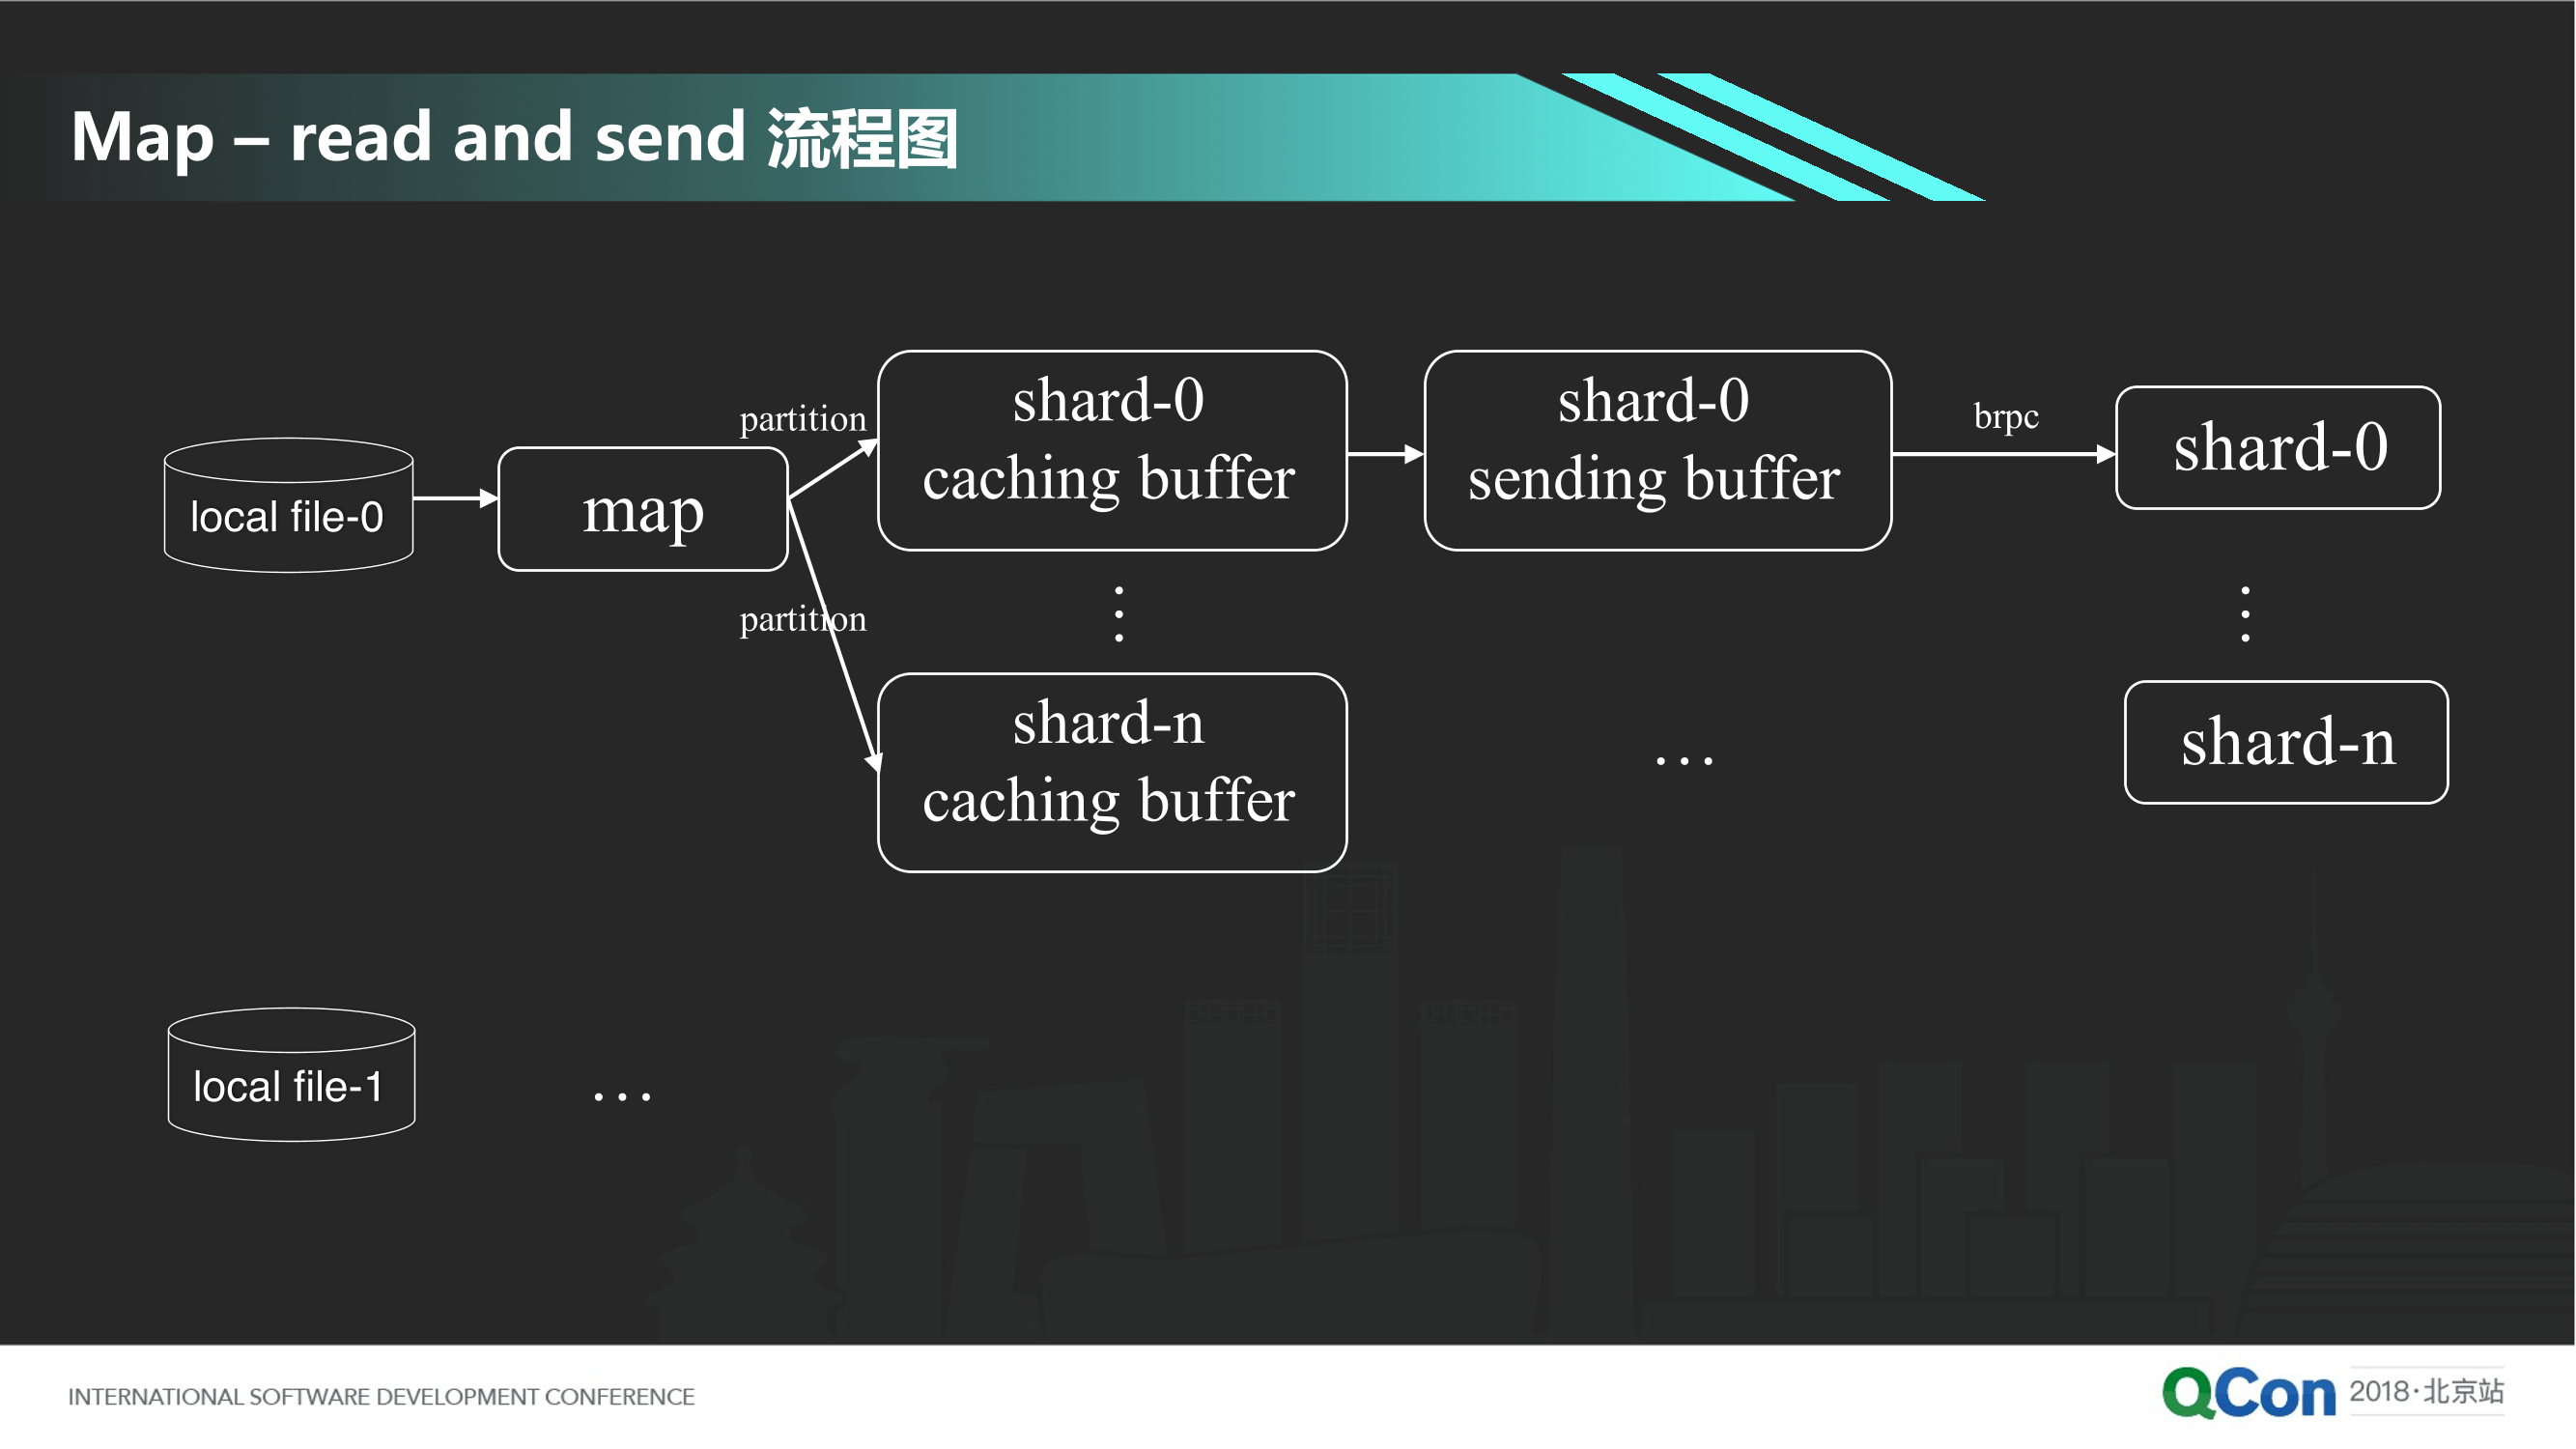 Map – read and send 流程图
partition
shard-0
caching buffer
shard-0
sending buffer
brpc
shard-0
local file-0
map
partition
⋮
⋮
shard-n
caching buffer
...
shard-n
local file-1
...
INTERNATIONAL SOFTWARE DEVELOPMENT CONFERENCE
QCon 2018·北京站